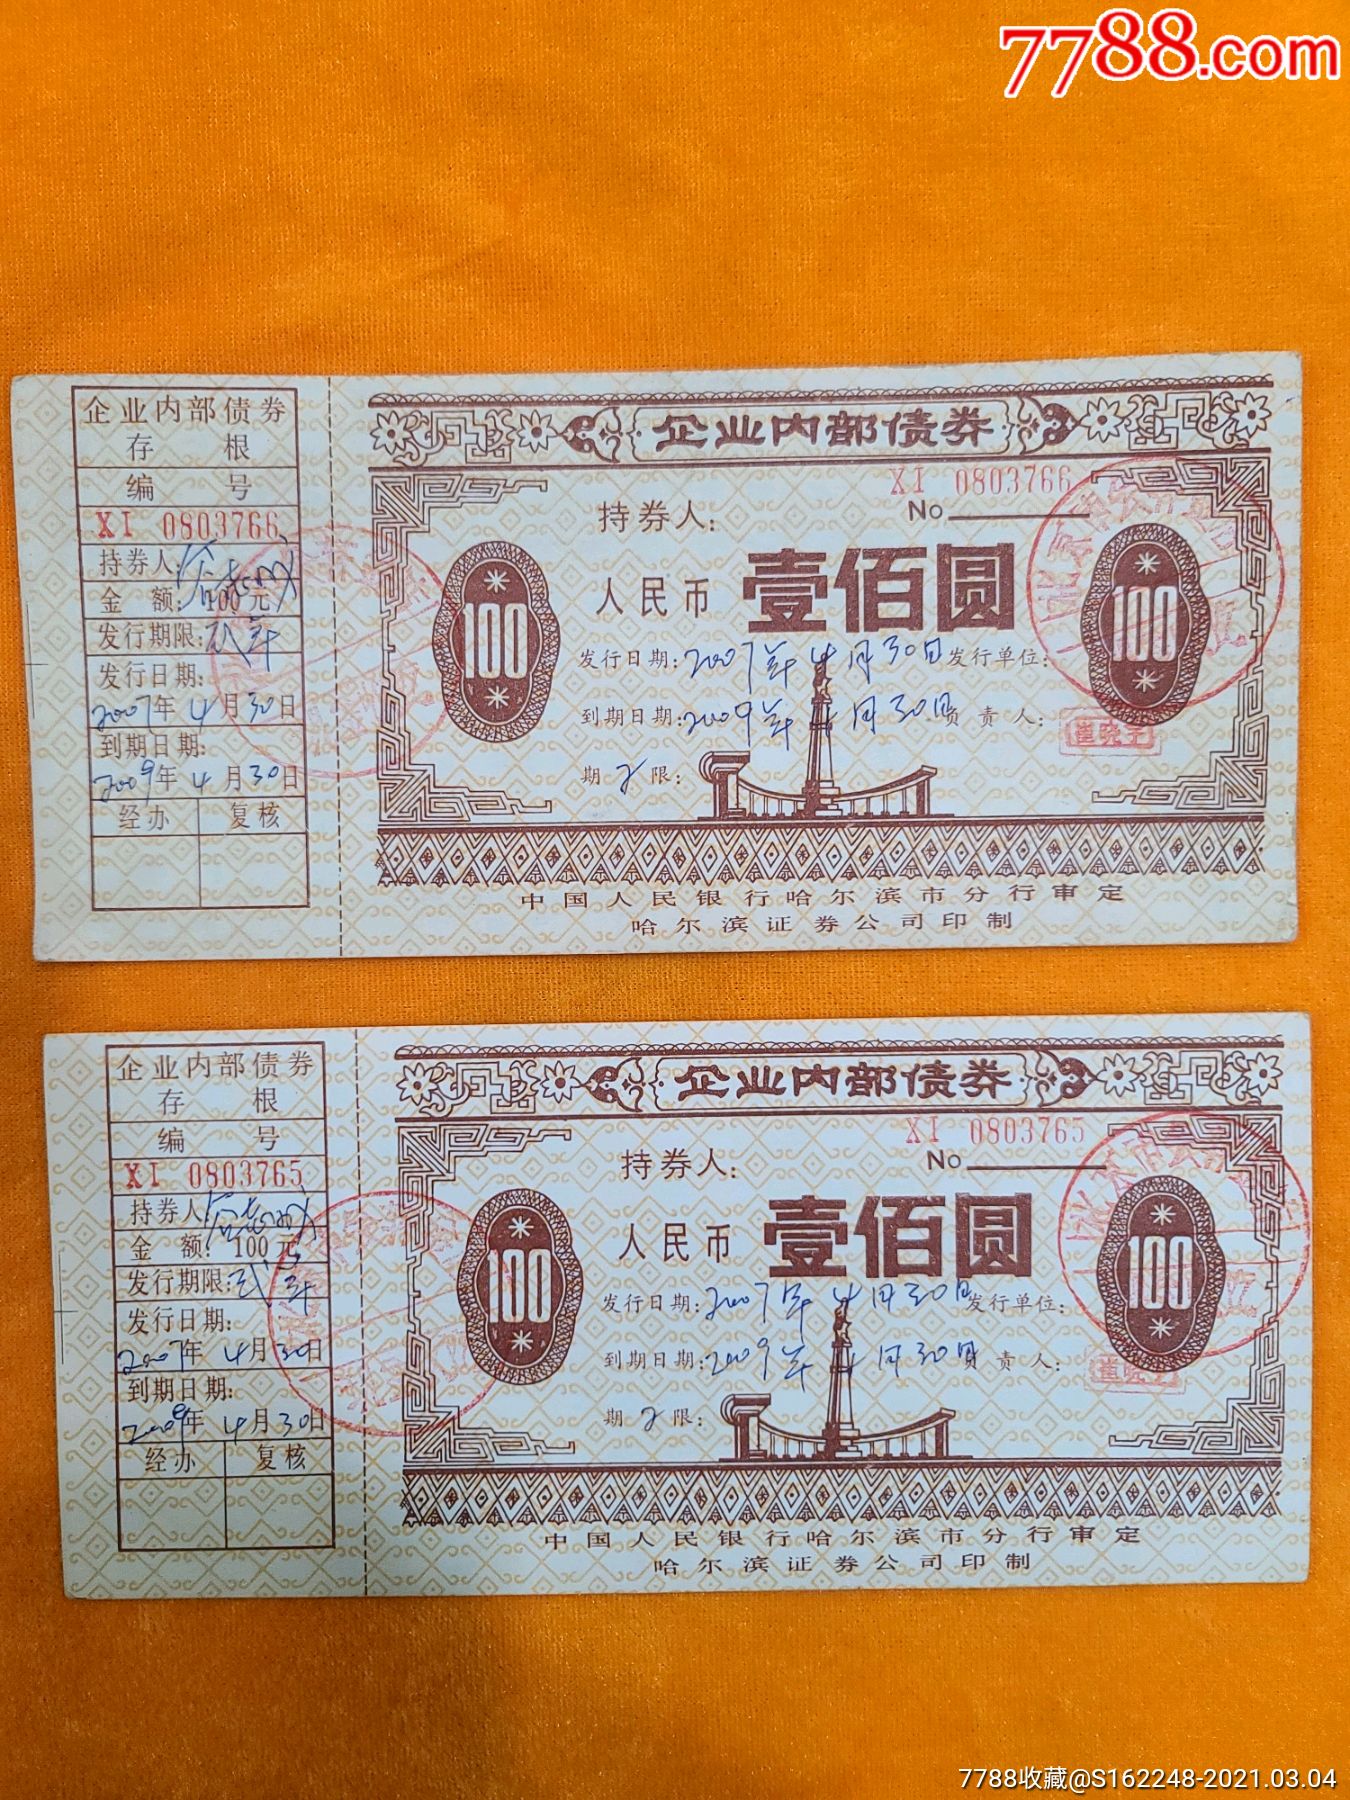 7788.com
企业内部债券
存 根
编 号
XI 0803766
持券人:
金 额: 100元
发行期限:贰年
发行日期:
2007年 4月30日
到期日期:
2009年 4月30日
经办 复核
企业内部债券
XI 0803766
持券人: No
人民币 壹佰圆
100
100
发行日期:2007年4月30日 发行单位:
到期日期:2009年4月30日 负责人:
期 2 限:
中国人民银行哈尔滨市分行审定
哈尔滨证券公司印制
企业内部债券
存 根
编 号
XI 0803765
持券人
金 额: 100元
发行期限:贰年
发行日期:
2007年 4月30日
到期日期:
2009年 4月30日
经办 复核
企业内部债券
XI 0803765
持券人: No
人民币 壹佰圆
100
100
发行日期:2007年4月30日 发行单位:
到期日期:2009年4月30日 负责人:
期 2 限:
中国人民银行哈尔滨市分行审定
哈尔滨证券公司印制
7788收藏@S162248-2021.03.04